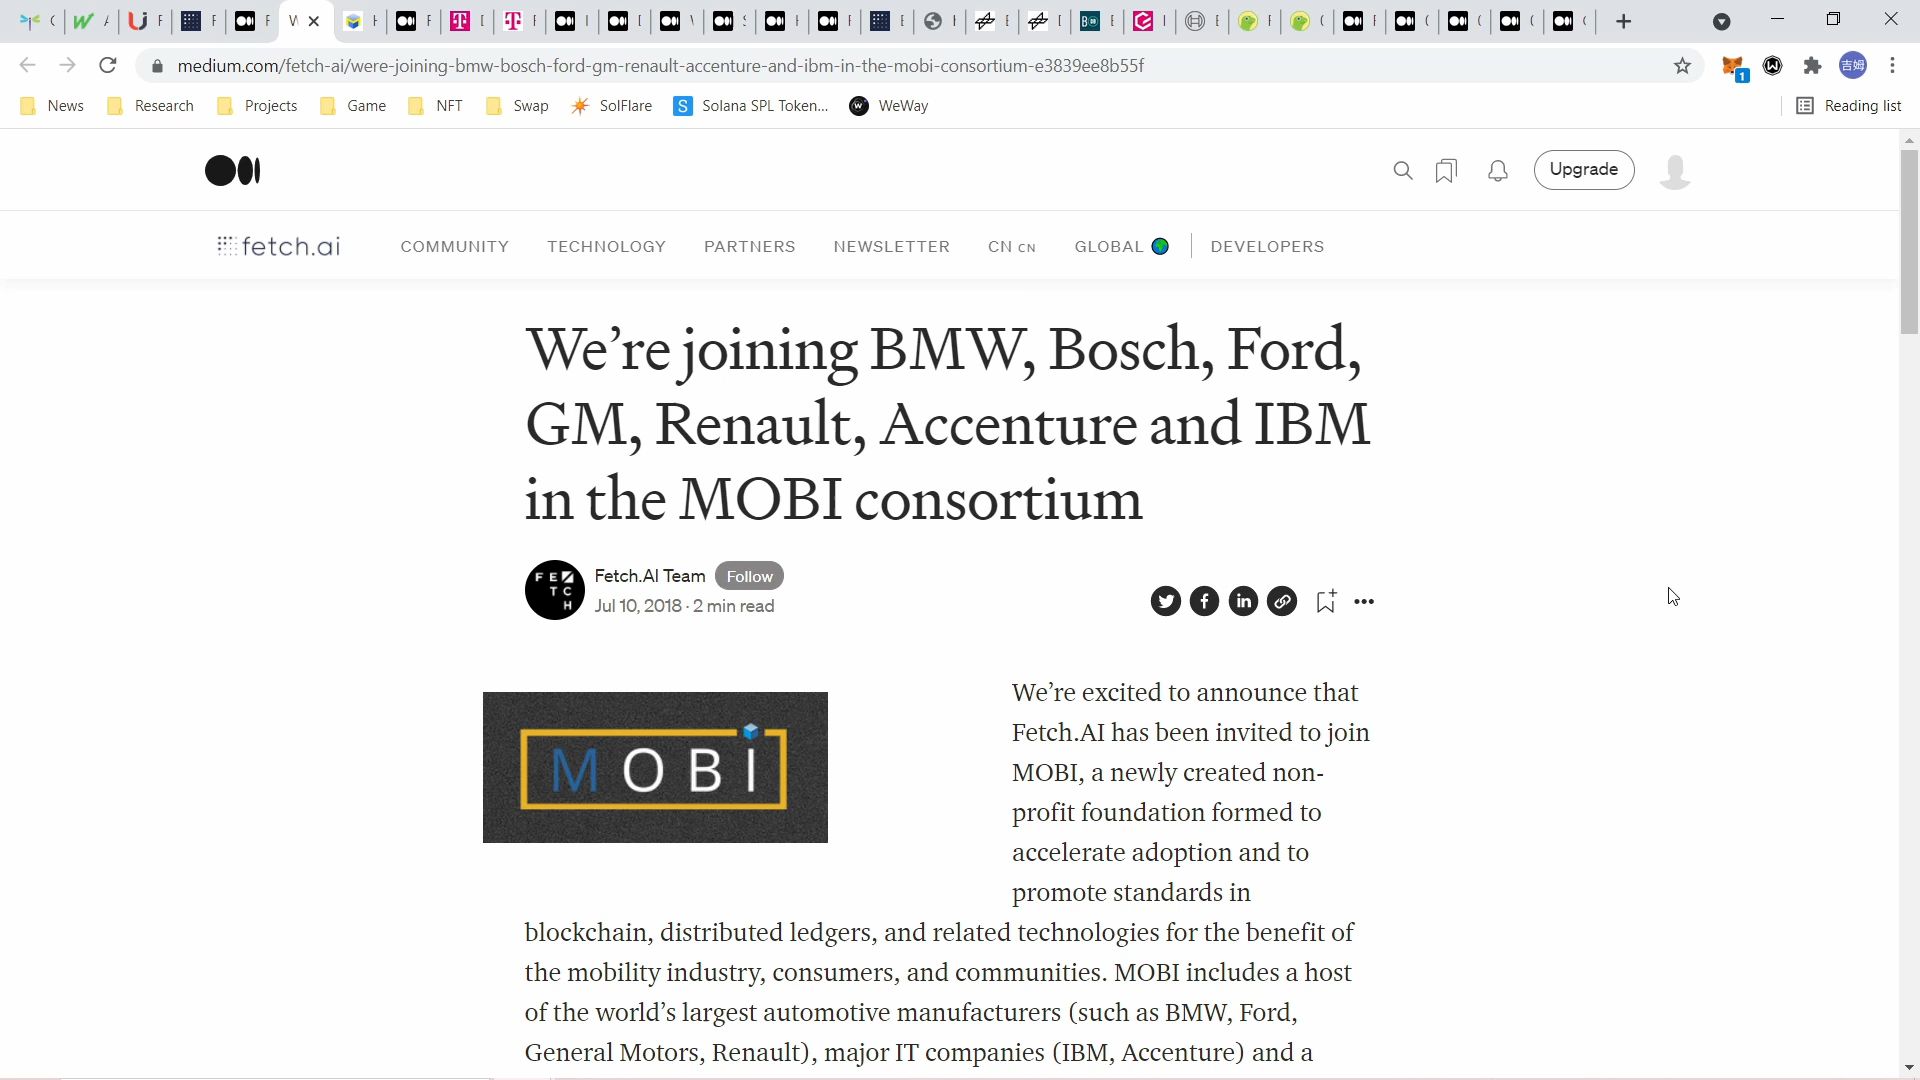 medium.com/fetch-ai/were-joining-bmw-bosch-ford-gm-renault-accenture-and-ibm-in-the-mobi-consortium-e3839ee8b55f
1
吉姆
News
Research
Projects
Game
NFT
Swap
SolFlare
S
Solana SPL Token...
WeWay
Reading list
Upgrade
fetch.ai
COMMUNITY
TECHNOLOGY
PARTNERS
NEWSLETTER
CN CN
GLOBAL
DEVELOPERS
We’re joining BMW, Bosch, Ford,
GM, Renault, Accenture and IBM
in the MOBI consortium
FETCH
Fetch.AI Team
Follow
Jul 10, 2018 · 2 min read
MOBI
We’re excited to announce that
Fetch.AI has been invited to join
MOBI, a newly created non-
profit foundation formed to
accelerate adoption and to
promote standards in
blockchain, distributed ledgers, and related technologies for the benefit of
the mobility industry, consumers, and communities. MOBI includes a host
of the world’s largest automotive manufacturers (such as BMW, Ford,
General Motors, Renault), major IT companies (IBM, Accenture) and a